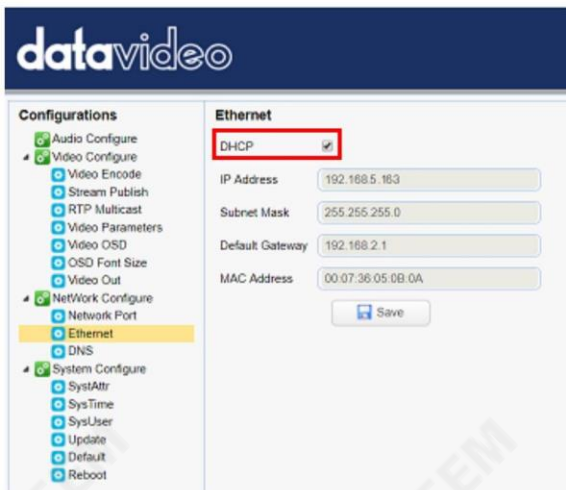 datavideo
Configurations
Audio Configure
Video Configure
Video Encode
Stream Publish
RTP Multicast
Video Parameters
Video OSD
OSD Font Size
Video Out
NetWork Configure
Network Port
Ethernet
DNS
System Configure
SystAttr
SysTime
SysUser
Update
Default
Reboot
Ethernet
DHCP
IP Address 192.168.5.163
Subnet Mask 255.255.255.0
Default Gateway 192.168.2.1
MAC Address 00:07:36:05:0B:0A
Save